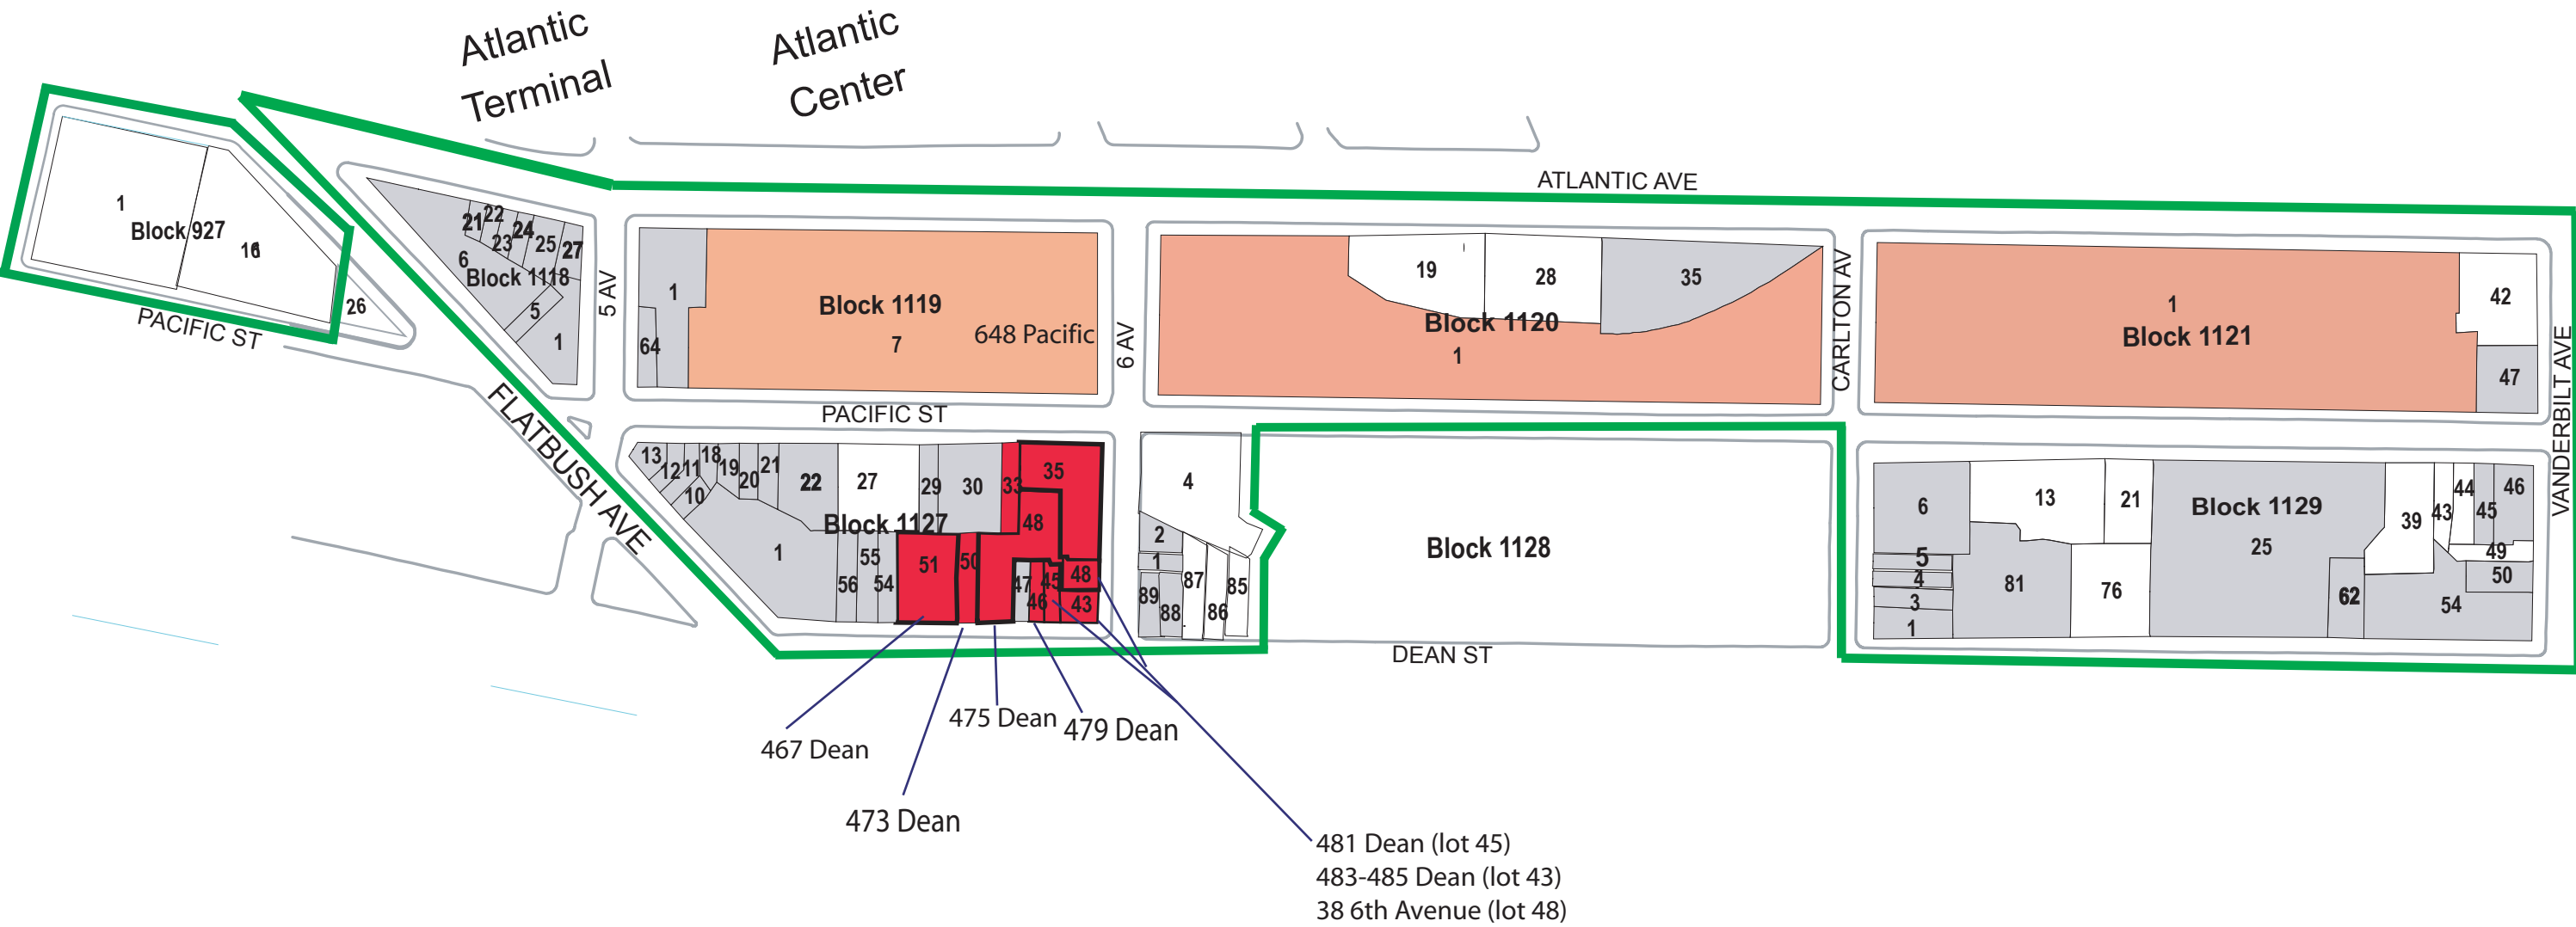 Atlantic
Terminal
Atlantic
Center
ATLANTIC AVE
1
Block 927
16
26
PACIFIC ST
21
22
23
24
25
27
6
Block 1118
5
1
5 AV
1
64
Block 1119
7
648 Pacific
6 AV
19
28
35
Block 1120
1
CARLTON AV
1
Block 1121
42
47
VANDERBILT AVE
PACIFIC ST
FLATBUSH AVE
13
12
11
10
18
19
20
21
22
27
29
30
33
35
48
Block 1127
1
56
55
54
51
50
47
46
45
48
43
4
2
1
89
88
87
86
85
Block 1128
DEAN ST
6
5
4
3
1
13
21
81
76
Block 1129
25
62
39
43
44
45
46
49
50
54
467 Dean
473 Dean
475 Dean
479 Dean
481 Dean (lot 45)
483-485 Dean (lot 43)
38 6th Avenue (lot 48)